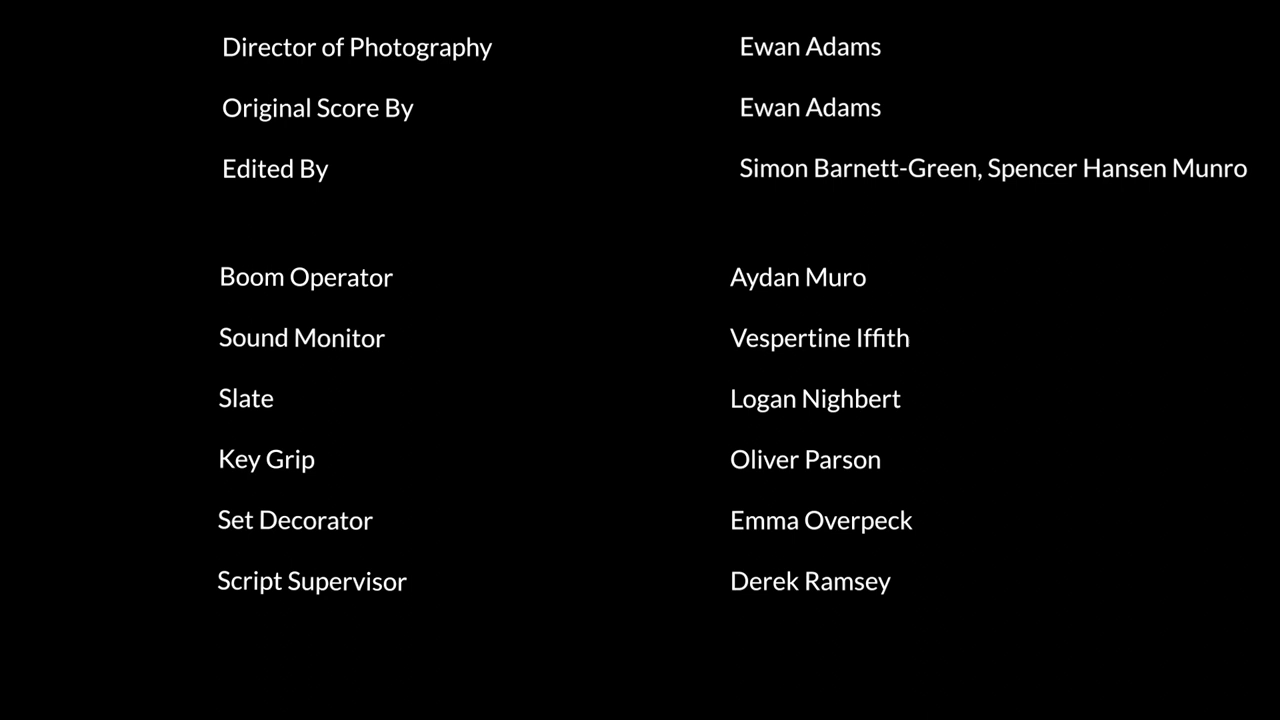 Director of Photography Ewan Adams
Original Score By Ewan Adams
Edited By Simon Barnett-Green, Spencer Hansen Munro
Boom Operator Aydan Muro
Sound Monitor Vespertine Iffith
Slate Logan Nighbert
Key Grip Oliver Parson
Set Decorator Emma Overpeck
Script Supervisor Derek Ramsey